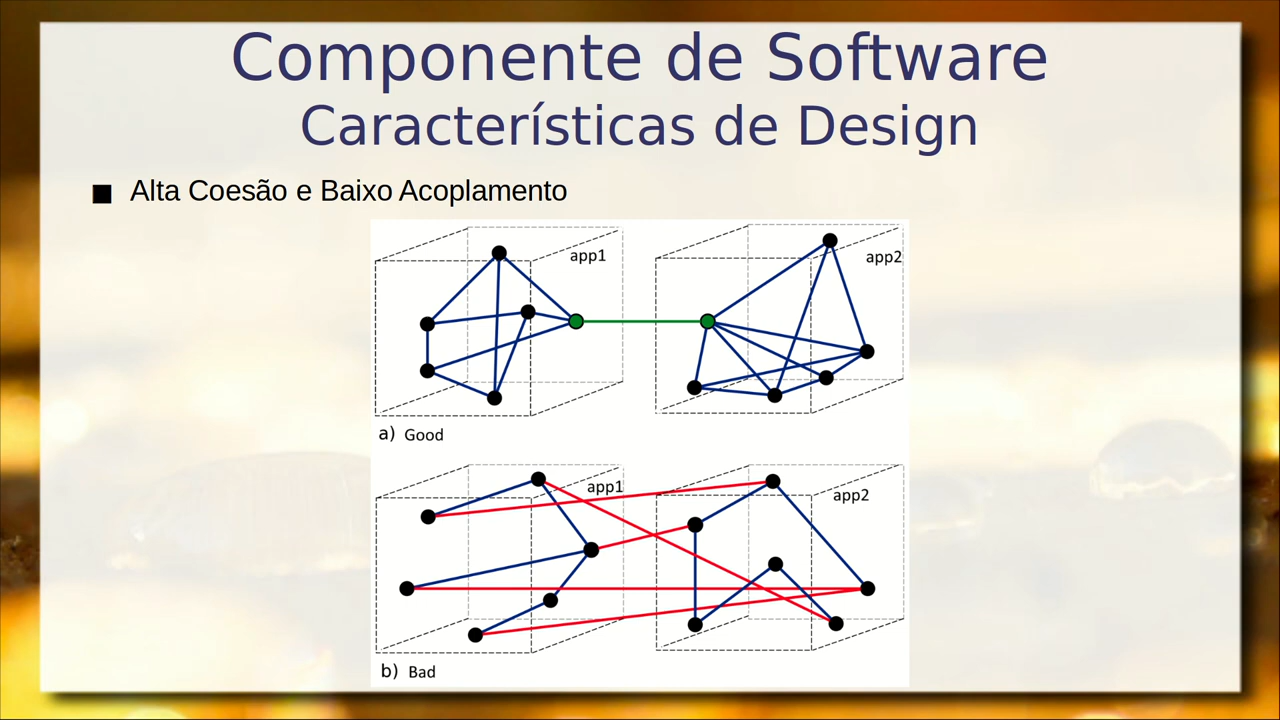 Componente de Software
Características de Design
Alta Coesão e Baixo Acoplamento
app1
app2
a) Good
app1
app2
b) Bad